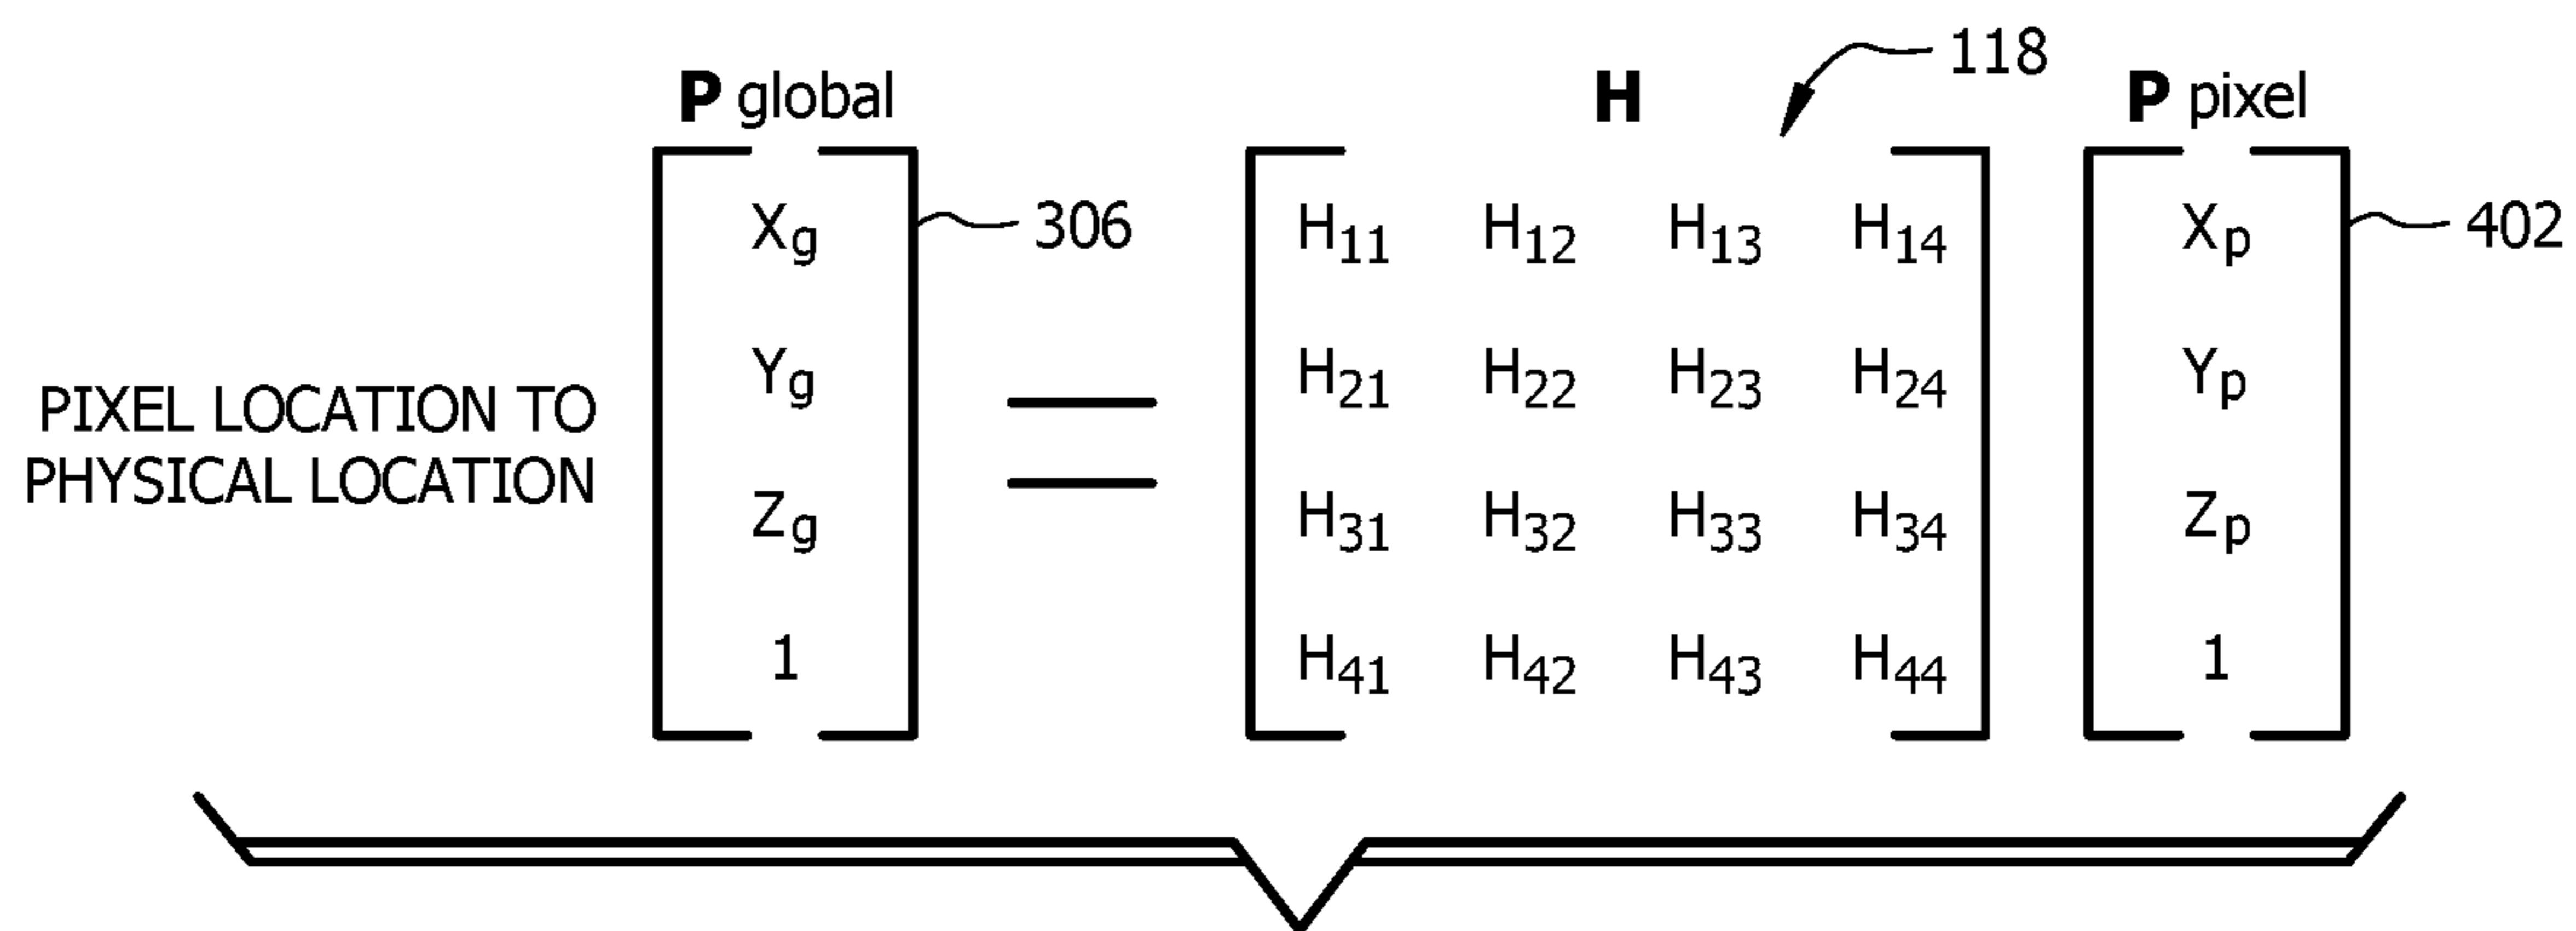 118
P global H P pixel
Xg 306 H11 H12 H13 H14 Xp 402
Yg H21 H22 H23 H24 Yp
PIXEL LOCATION TO
PHYSICAL LOCATION
=
Zg H31 H32 H33 H34 Zp
1 H41 H42 H43 H44 1